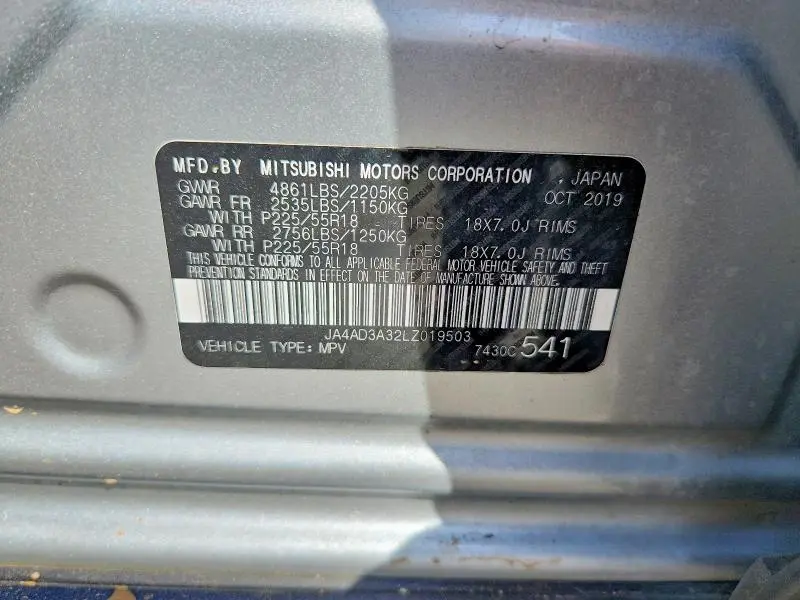 MFD.BY MITSUBISHI MOTORS CORPORATION . JAPAN
GVWR 4861LBS/2205KG OCT 2019
GAWR FR 2535LBS/1150KG
WITH P225/55R18 TIRES 18X7.0J RIMS
GAWR RR 2756LBS/1250KG
WITH P225/55R18 TIRES 18X7.0J RIMS
THIS VEHICLE CONFORMS TO ALL APPLICABLE FEDERAL MOTOR VEHICLE SAFETY AND THEFT
PREVENTION STANDARDS IN EFFECT ON THE DATE OF MANUFACTURE SHOWN ABOVE.
JA4AD3A32LZ019503
VEHICLE TYPE: MPV 7430C 541